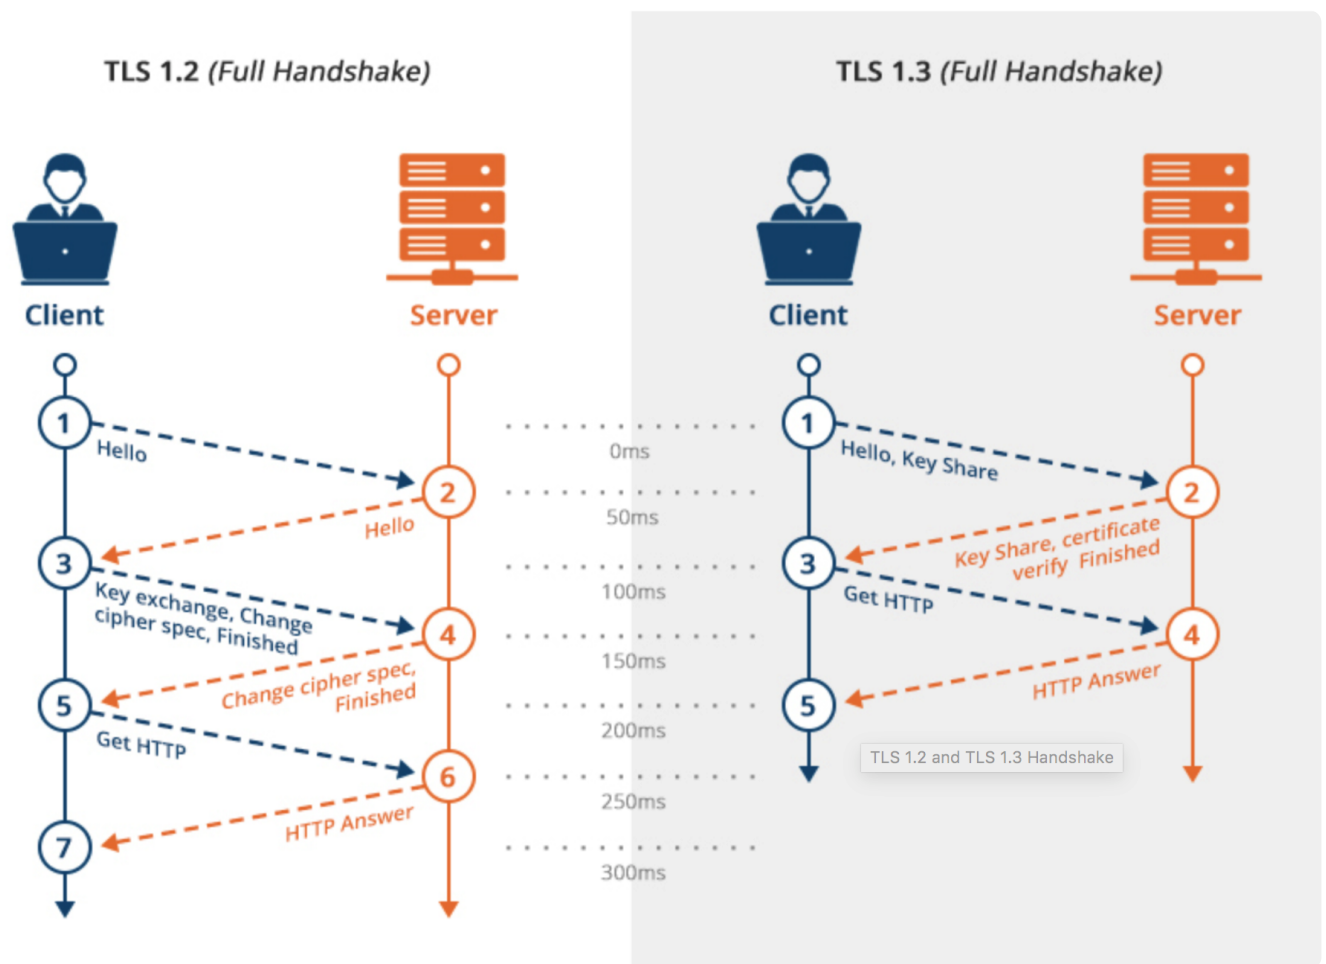 TLS 1.2 (Full Handshake)
Client
Server
1
Hello
2
Hello
3
Key exchange, Change
cipher spec, Finished
4
Change cipher spec,
Finished
5
Get HTTP
6
HTTP Answer
7
0ms
50ms
100ms
150ms
200ms
250ms
300ms
TLS 1.3 (Full Handshake)
Client
Server
1
Hello, Key Share
2
Key Share, certificate
verify Finished
3
Get HTTP
4
HTTP Answer
5
TLS 1.2 and TLS 1.3 Handshake